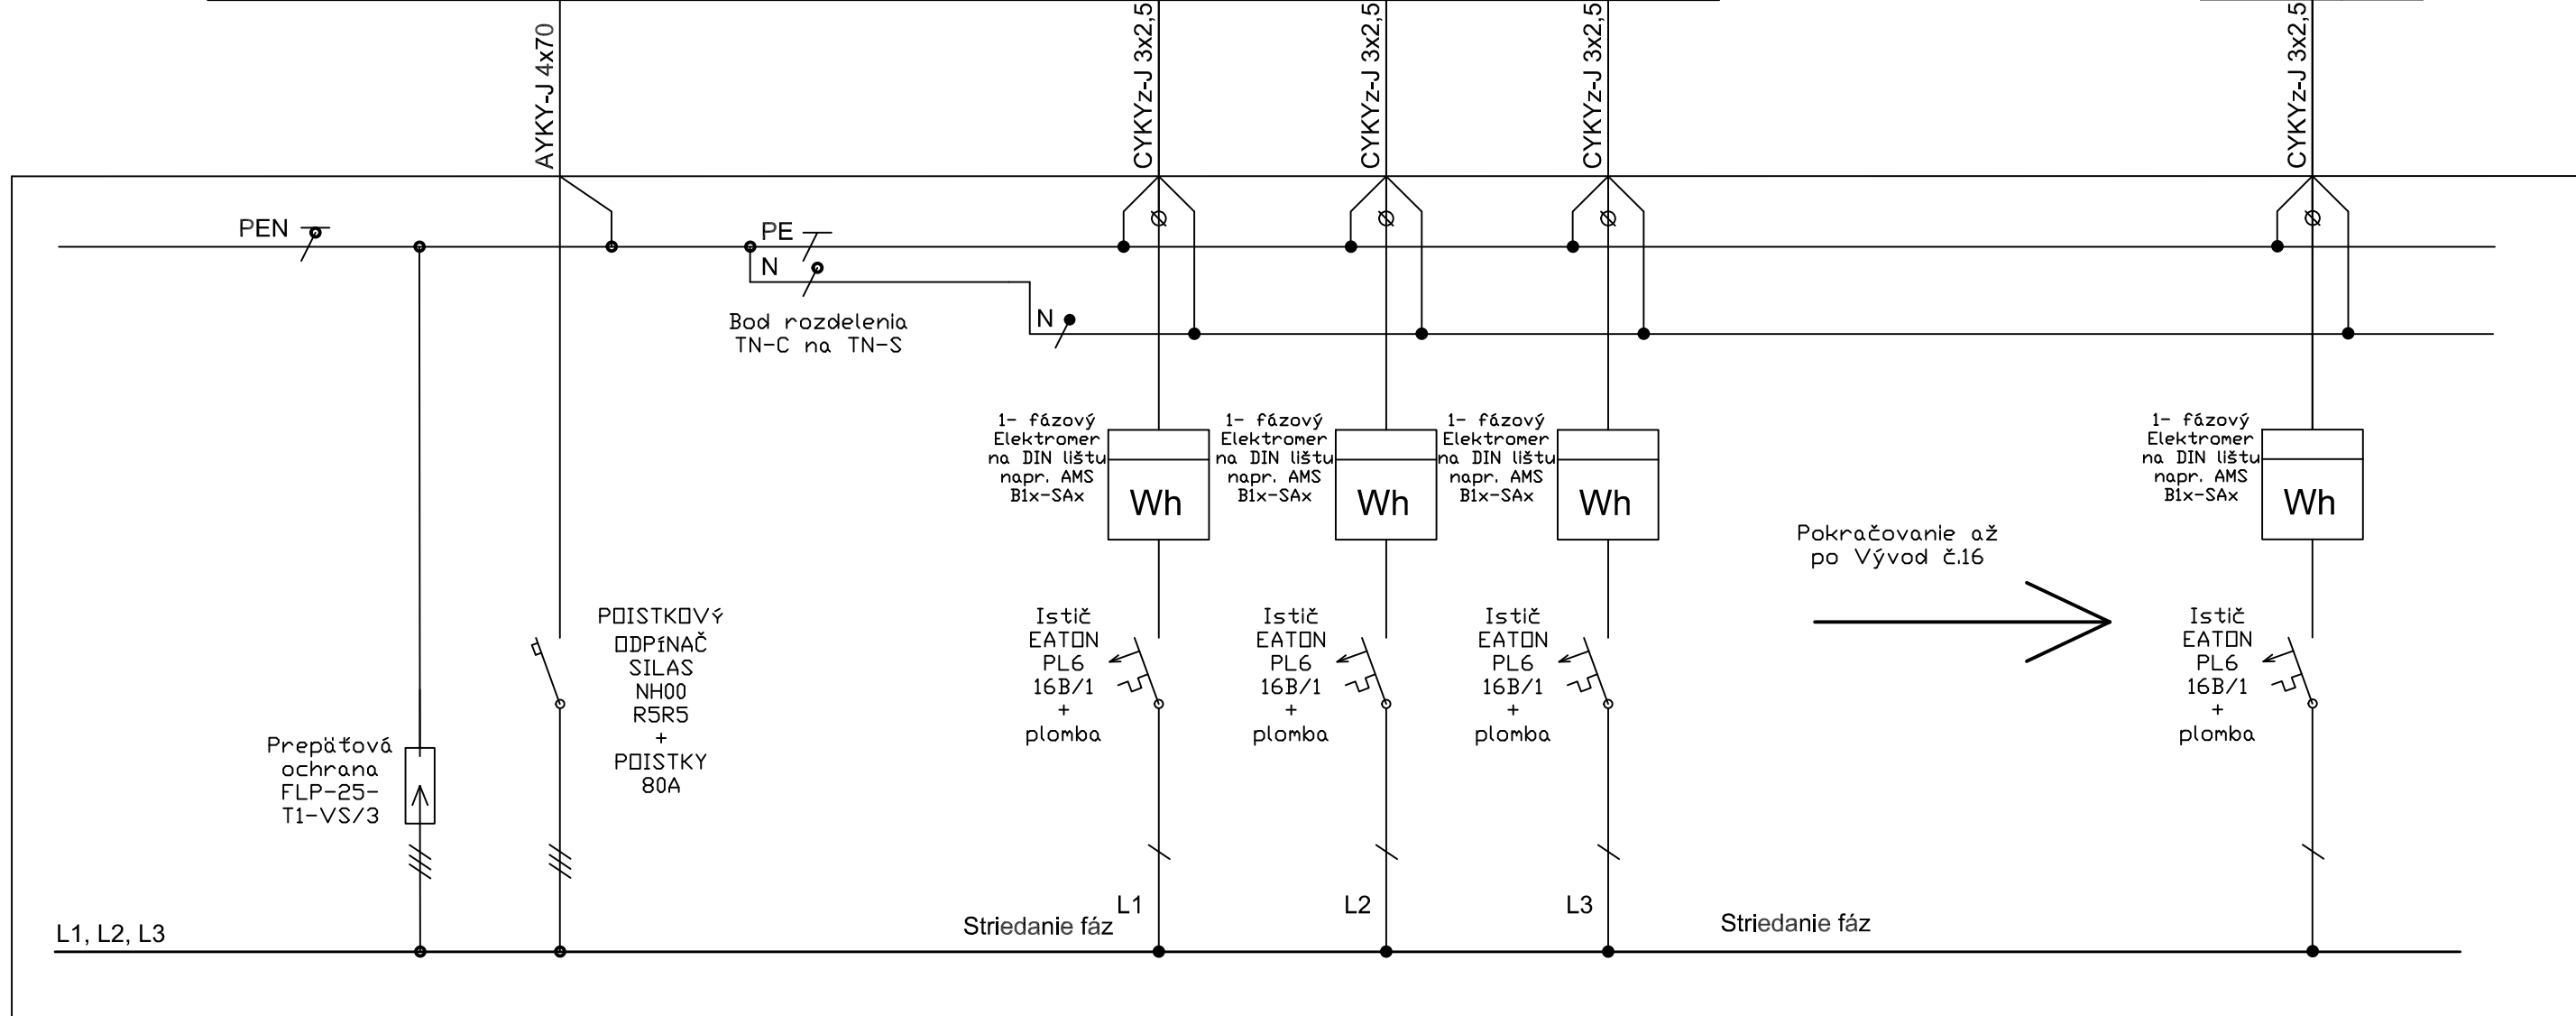 AYKY-J 4x70
CYKYz-J 3x2,5
CYKYz-J 3x2,5
CYKYz-J 3x2,5
CYKYz-J 3x2,5
PEN
PE
N
Bod rozdelenia
TN-C na TN-S
N
1- fázový
Elektromer
na DIN lištu
napr. AMS
B1x-SAx
Wh
1- fázový
Elektromer
na DIN lištu
napr. AMS
B1x-SAx
Wh
1- fázový
Elektromer
na DIN lištu
napr. AMS
B1x-SAx
Wh
1- fázový
Elektromer
na DIN lištu
napr. AMS
B1x-SAx
Wh
Pokračovanie až
po Vývod č.16
Prepäťová
ochrana
FLP-25-
T1-VS/3
POISTKOVÝ
ODPíNAČ
SILAS
NH00
R5R5
+
POISTKY
80A
Istič
EATON
PL6
16B/1
+
plomba
Istič
EATON
PL6
16B/1
+
plomba
Istič
EATON
PL6
16B/1
+
plomba
Istič
EATON
PL6
16B/1
+
plomba
L1, L2, L3
Striedanie fáz
L1
L2
L3
Striedanie fáz